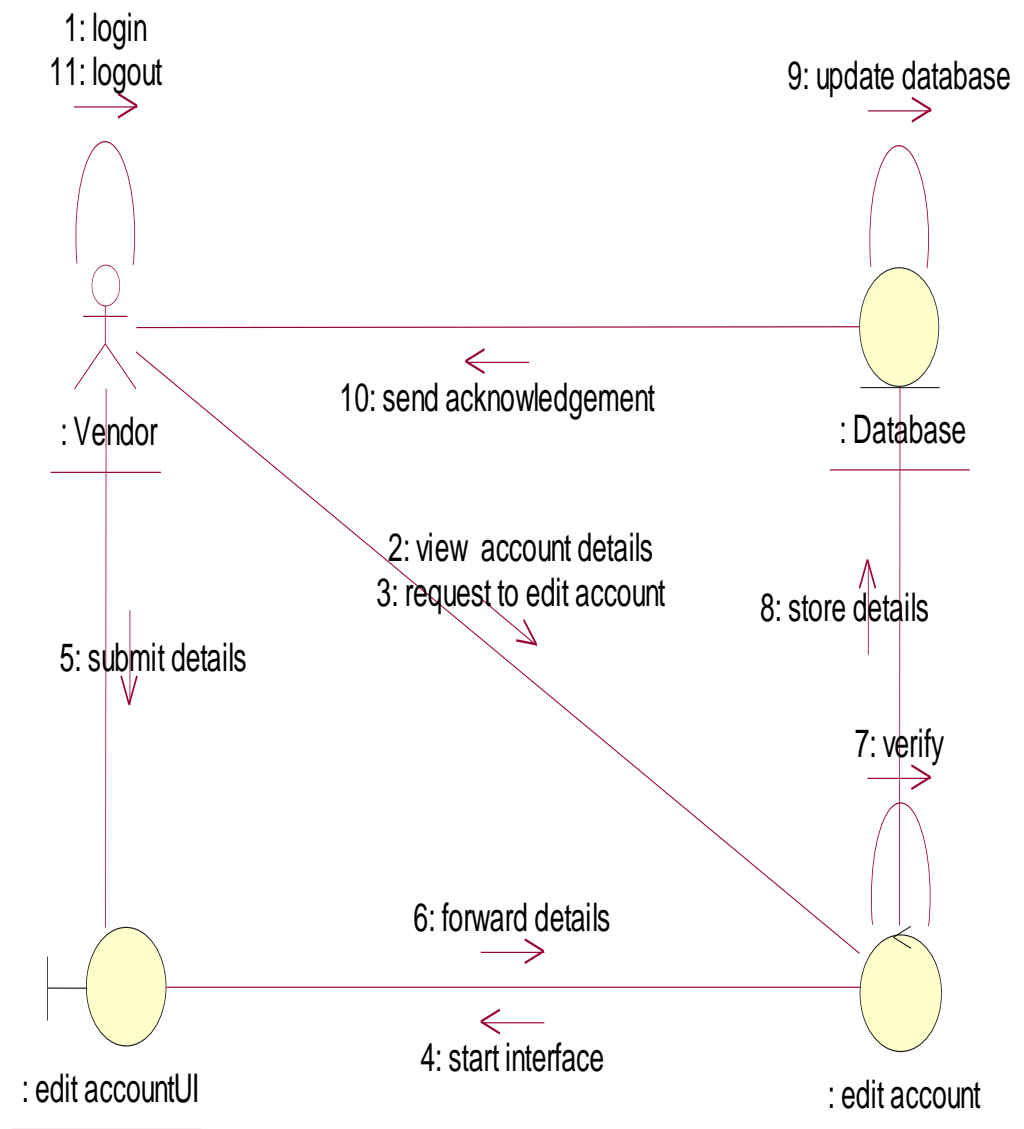 1: login
11: logout
9: update database
10: send acknowledgement
: Vendor
: Database
2: view  account details
3: request to edit account
8: store details
5: submit details
7: verify
6: forward details
4: start interface
: edit accountUI
: edit account